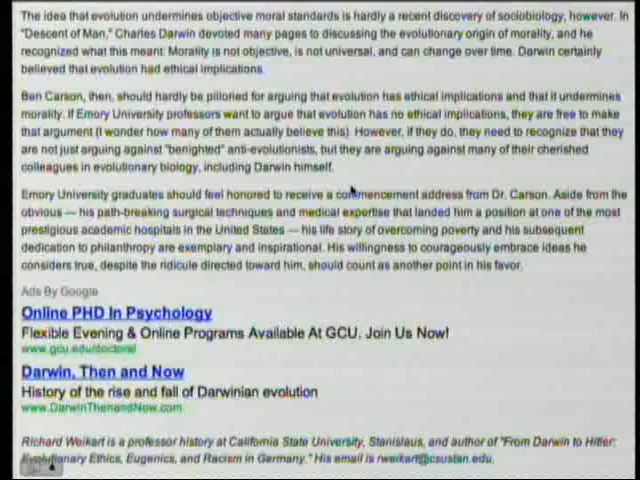 The idea that evolution undermines objective moral standards is hardly a recent discovery of sociobiology, however. In
"Descent of Man," Charles Darwin devoted many pages to discussing the evolutionary origin of morality, and he
recognized what this meant: Morality is not objective, is not universal, and can change over time. Darwin certainly
believed that evolution had ethical implications.
Ben Carson, then, should hardly be pilloried for arguing that evolution has ethical implications and that it undermines
morality. If Emory University professors want to argue that evolution has no ethical implications, they are free to make
that argument (I wonder how many of them actually believe this). However, if they do, they need to recognize that they
are not just arguing against "benighted" anti-evolutionists, but they are arguing against many of their cherished
colleagues in evolutionary biology, including Darwin himself.
Emory University graduates should feel honored to receive a commencement address from Dr. Carson. Aside from the
obvious — his path-breaking surgical techniques and medical expertise that landed him a position at one of the most
prestigious academic hospitals in the United States — his life story of overcoming poverty and his subsequent
dedication to philanthropy are exemplary and inspirational. His willingness to courageously embrace ideas he
considers true, despite the ridicule directed toward him, should count as another point in his favor.
Ads By Google
Online PHD In Psychology
Flexible Evening & Online Programs Available At GCU. Join Us Now!
www.gcu.edu/doctoral
Darwin, Then and Now
History of the rise and fall of Darwinian evolution
www.DarwinThenandNow.com
Richard Weikart is a professor history at California State University, Stanislaus, and author of "From Darwin to Hitler:
Evolutionary Ethics, Eugenics, and Racism in Germany." His email is rweikart@csustan.edu.